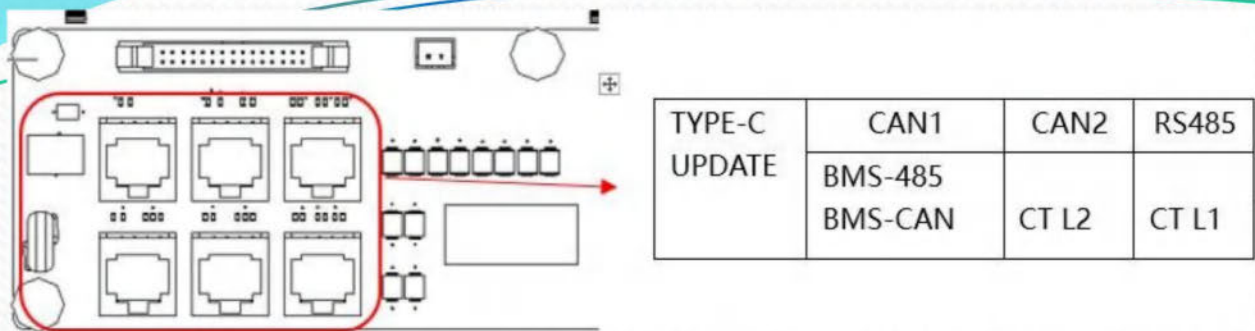 TYPE-C CAN1 CAN2 RS485
UPDATE BMS-485
BMS-CAN CT L2 CT L1